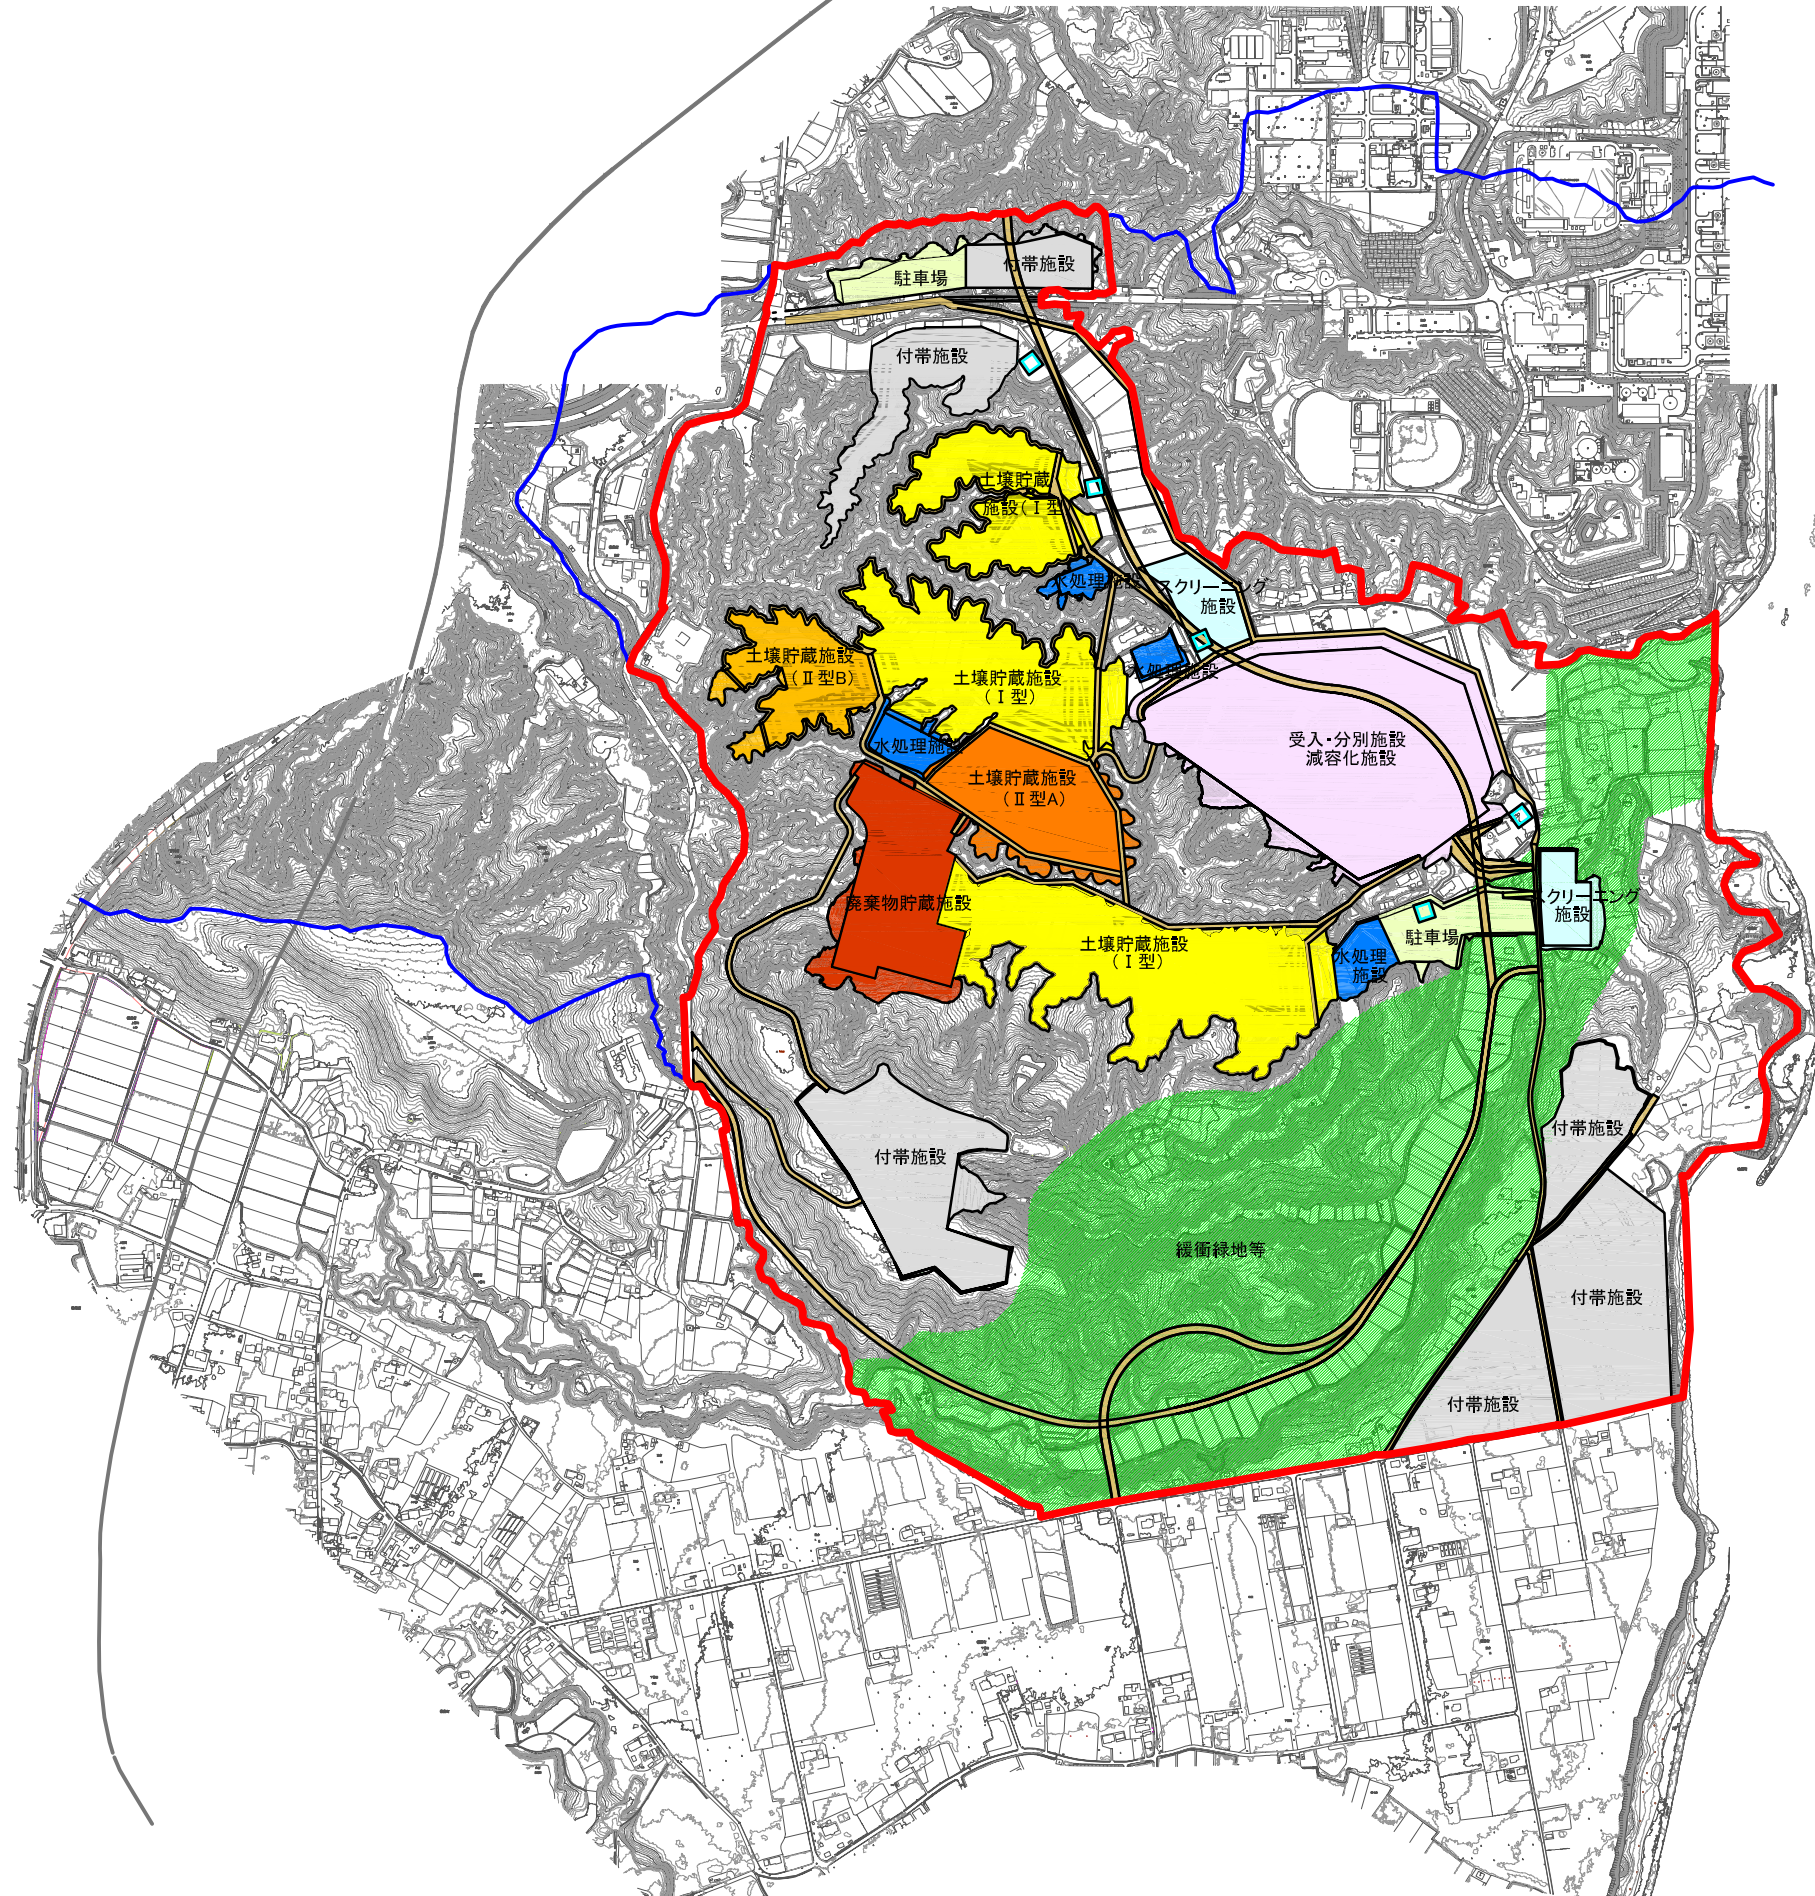 付帯施設
駐車場
付帯施設
土壌貯蔵
施設(Ⅰ型
水処理施設
スクリーニング
施設
土壌貯蔵施設
(Ⅱ型B)
水処理施設
土壌貯蔵施設
(Ⅰ型)
水処理施設
受入・分別施設
減容化施設
土壌貯蔵施設
(Ⅱ型A)
廃棄物貯蔵施設
スクリーニング
施設
駐車場
土壌貯蔵施設
(Ⅰ型)
水処理
施設
付帯施設
付帯施設
緩衝緑地等
付帯施設
付帯施設